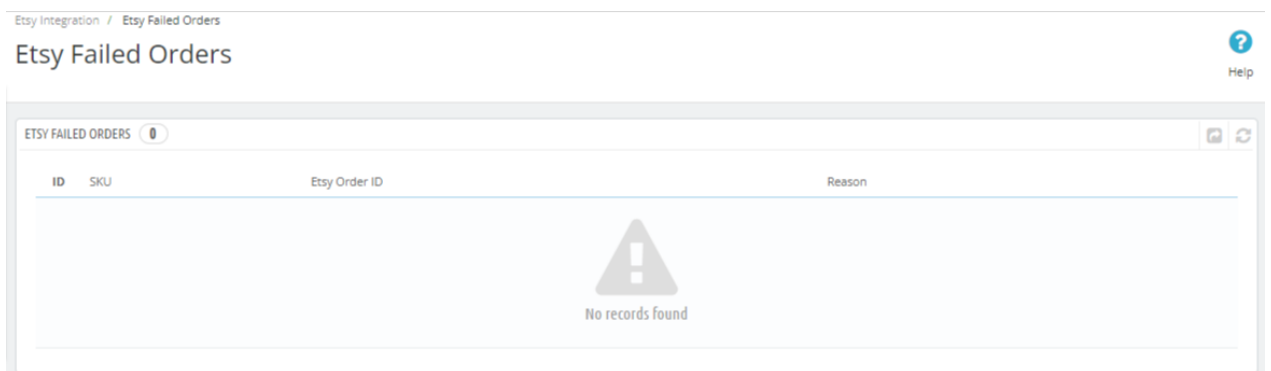 Etsy Integration / Etsy Failed Orders
Etsy Failed Orders
Help
ETSY FAILED ORDERS 0
ID SKU Etsy Order ID Reason
No records found